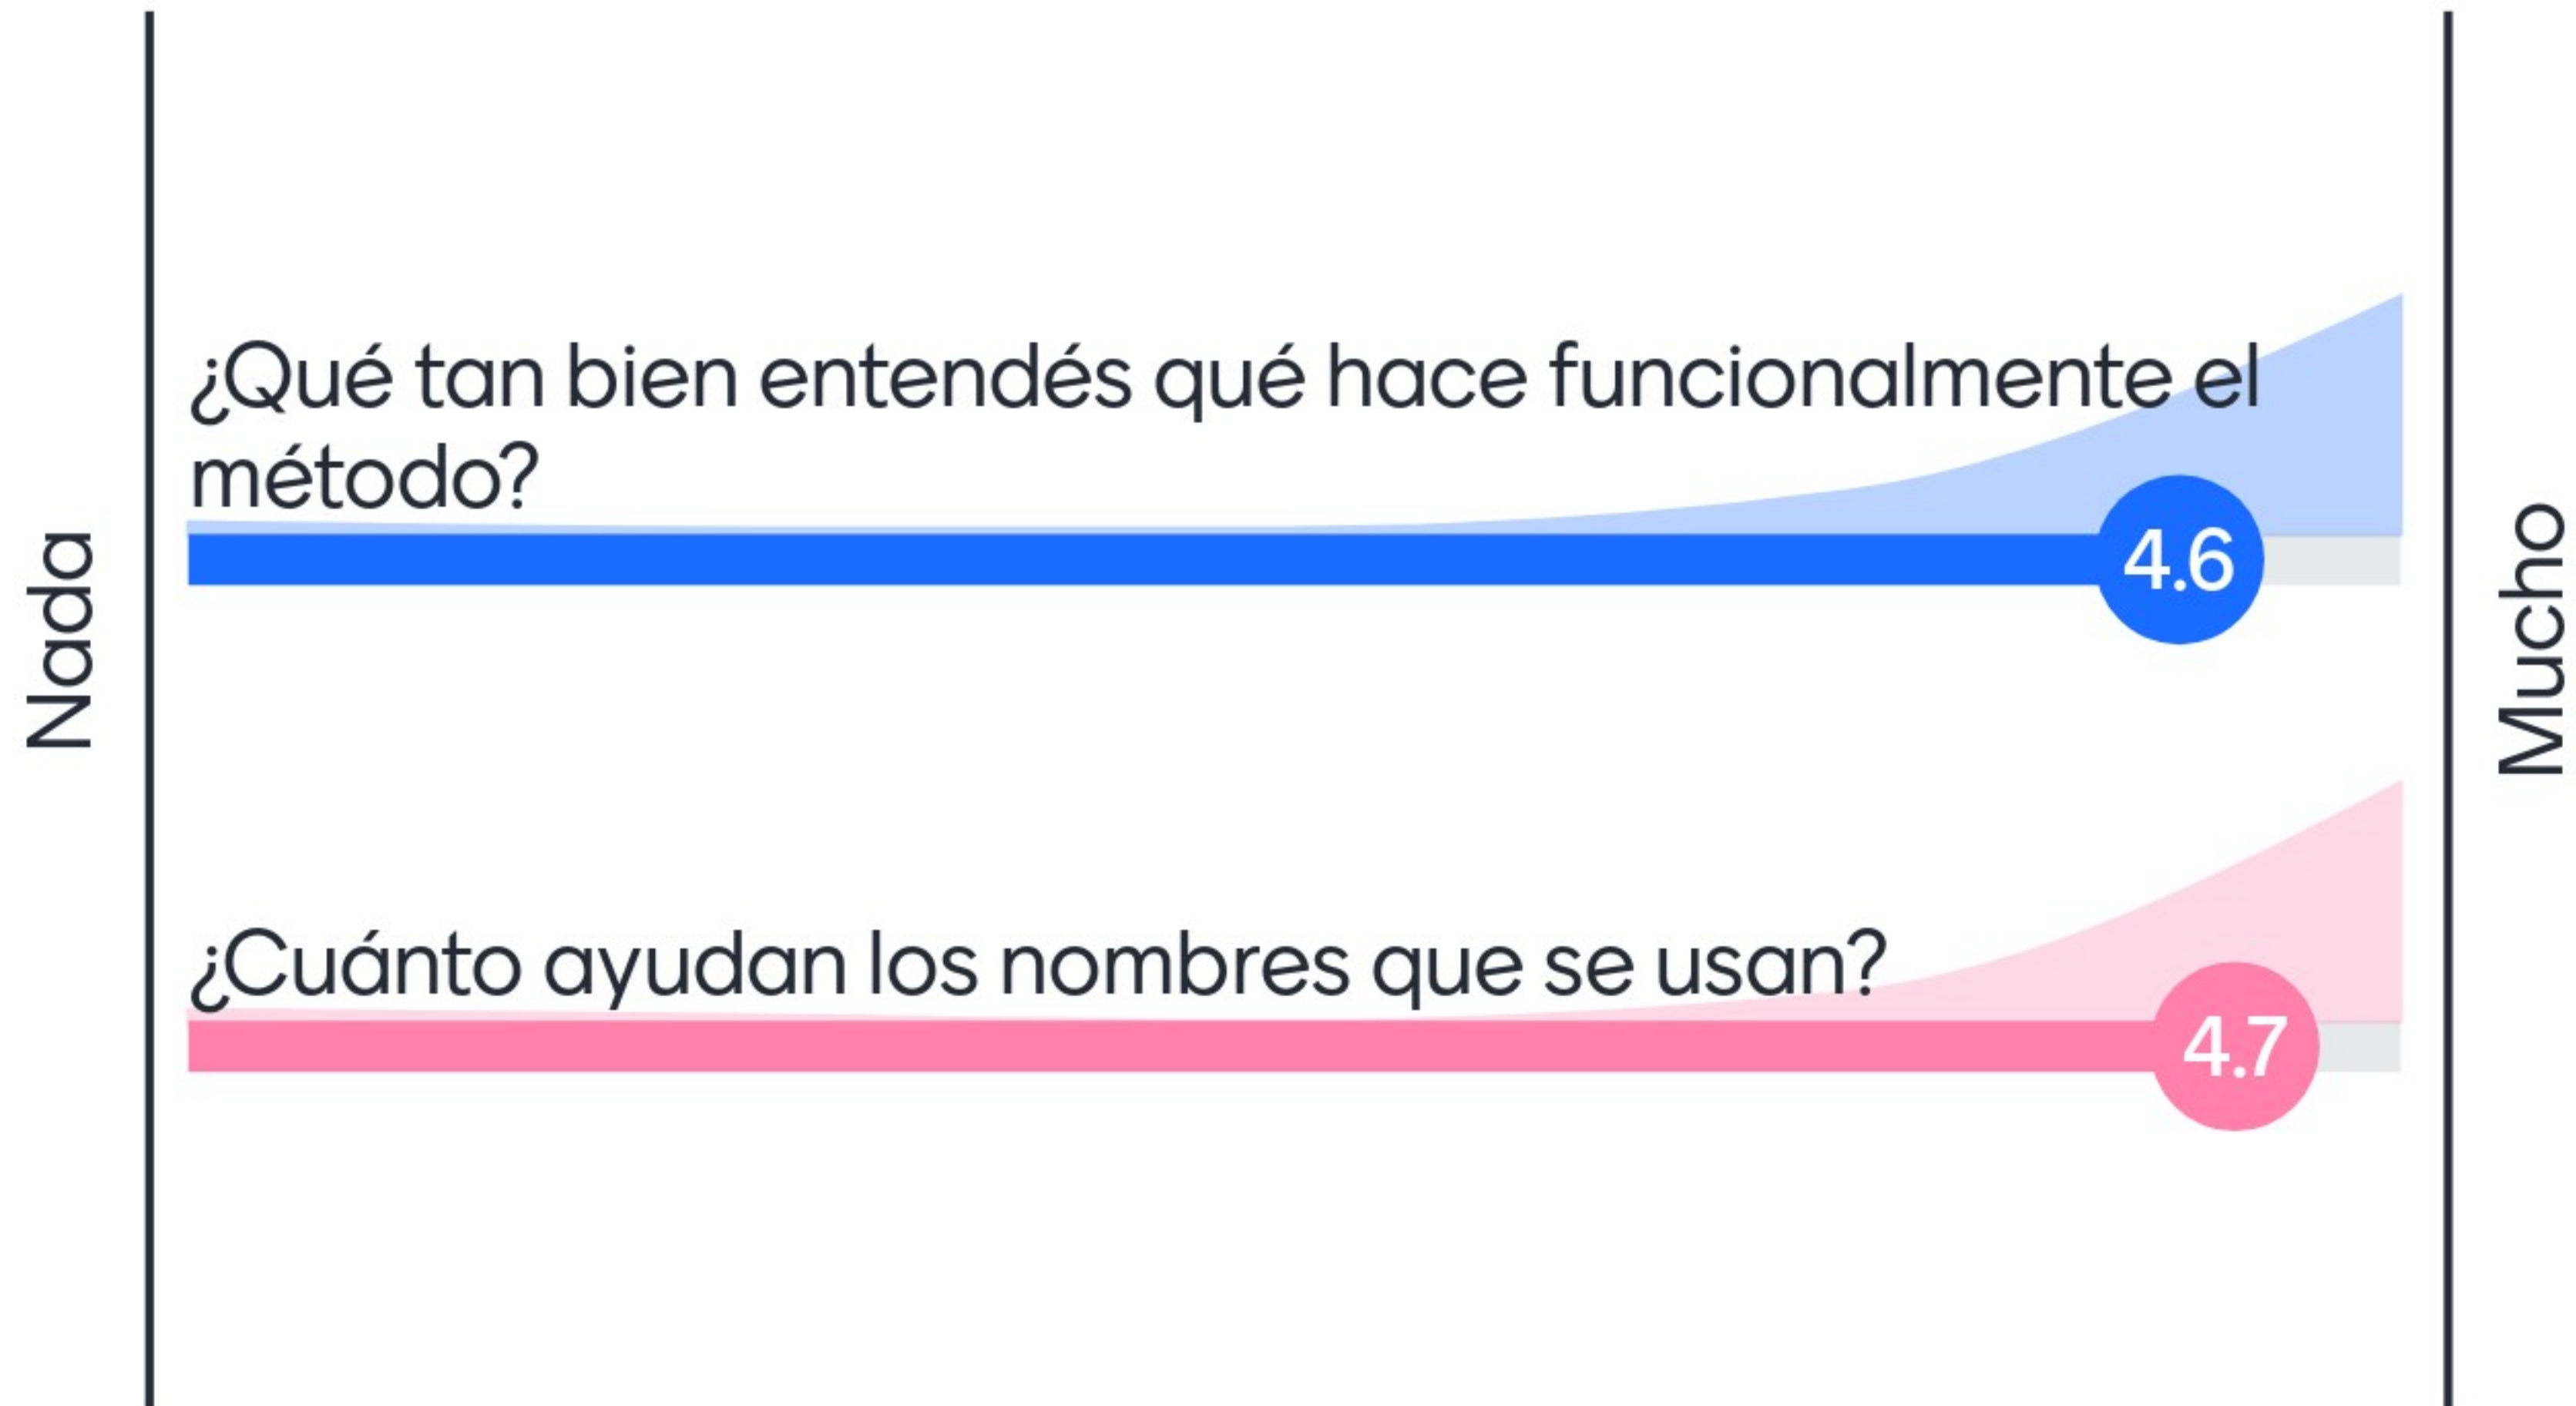 Nada
¿Qué tan bien entendés qué hace funcionalmente el
método?
4.6
¿Cuánto ayudan los nombres que se usan?
4.7
Mucho